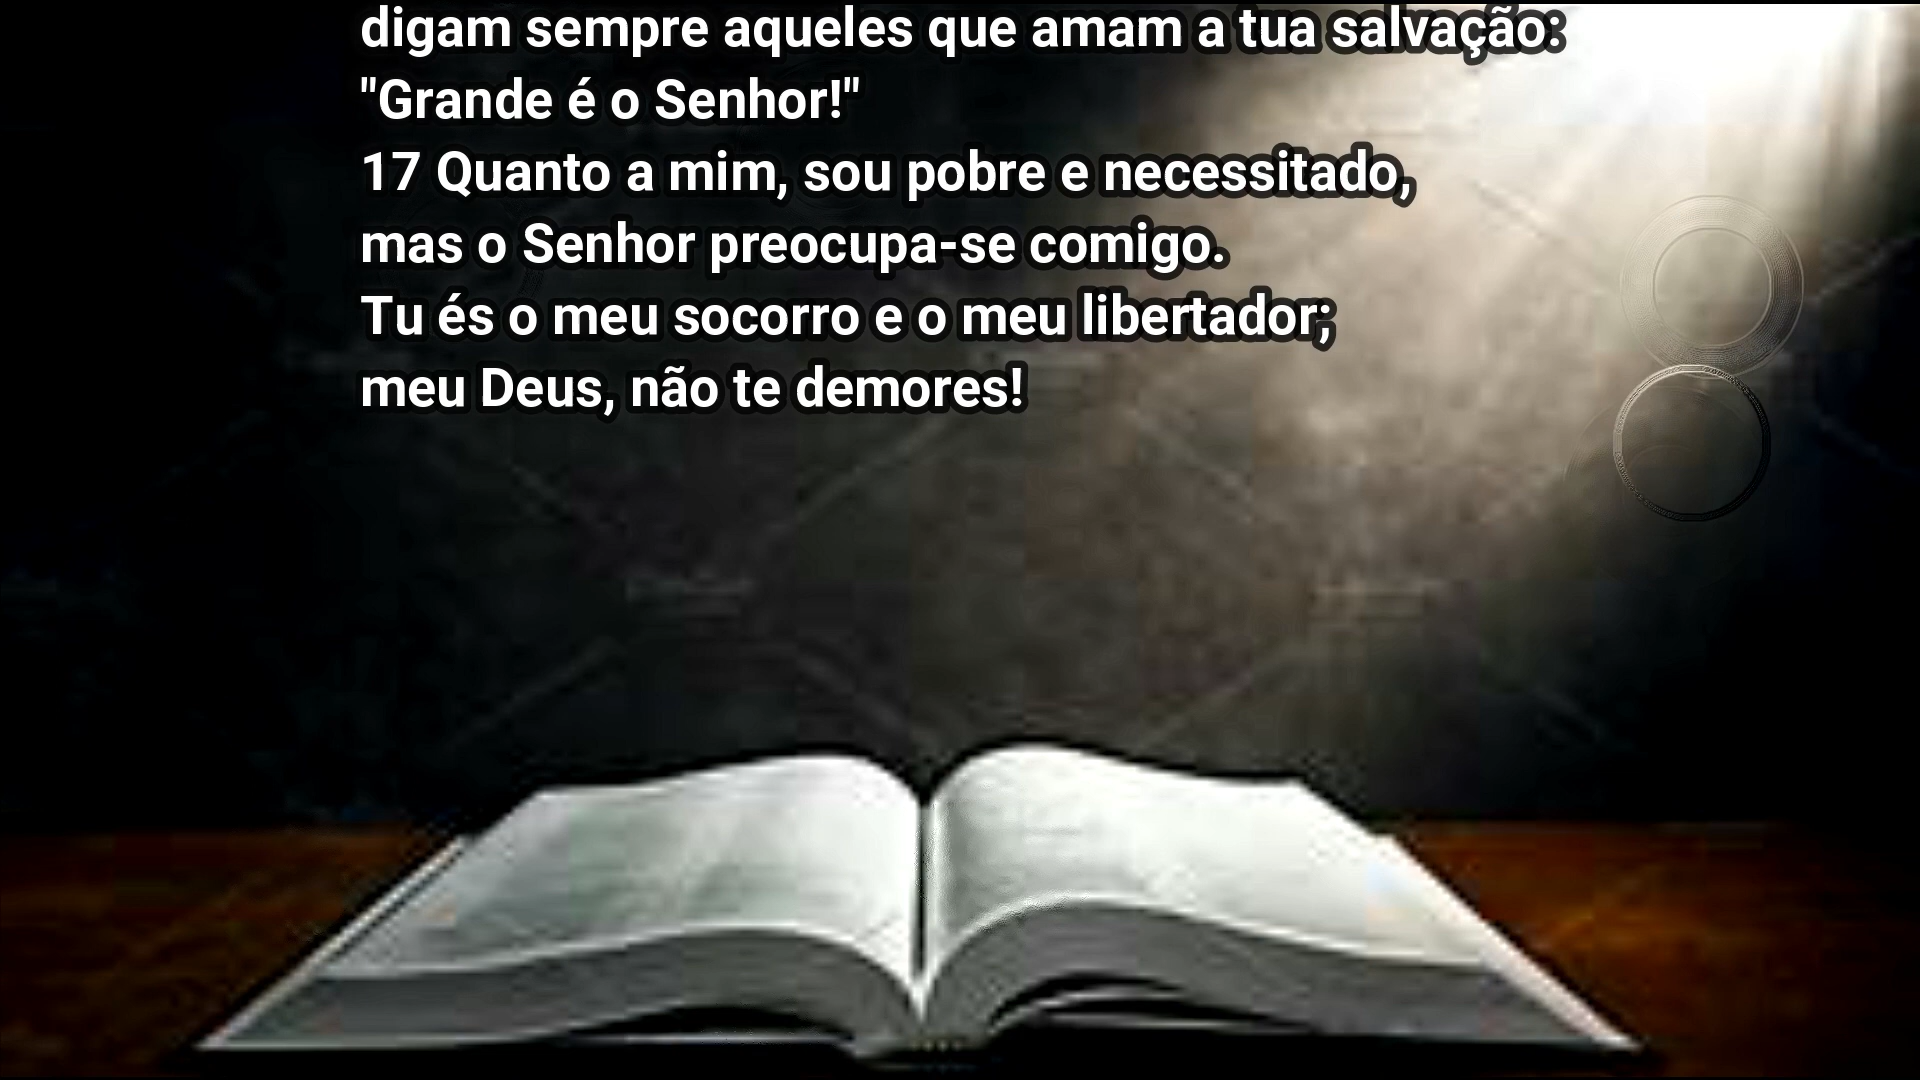 digam sempre aqueles que amam a tua salvação:
"Grande é o Senhor!"
17 Quanto a mim, sou pobre e necessitado,
mas o Senhor preocupa-se comigo.
Tu és o meu socorro e o meu libertador;
meu Deus, não te demores!